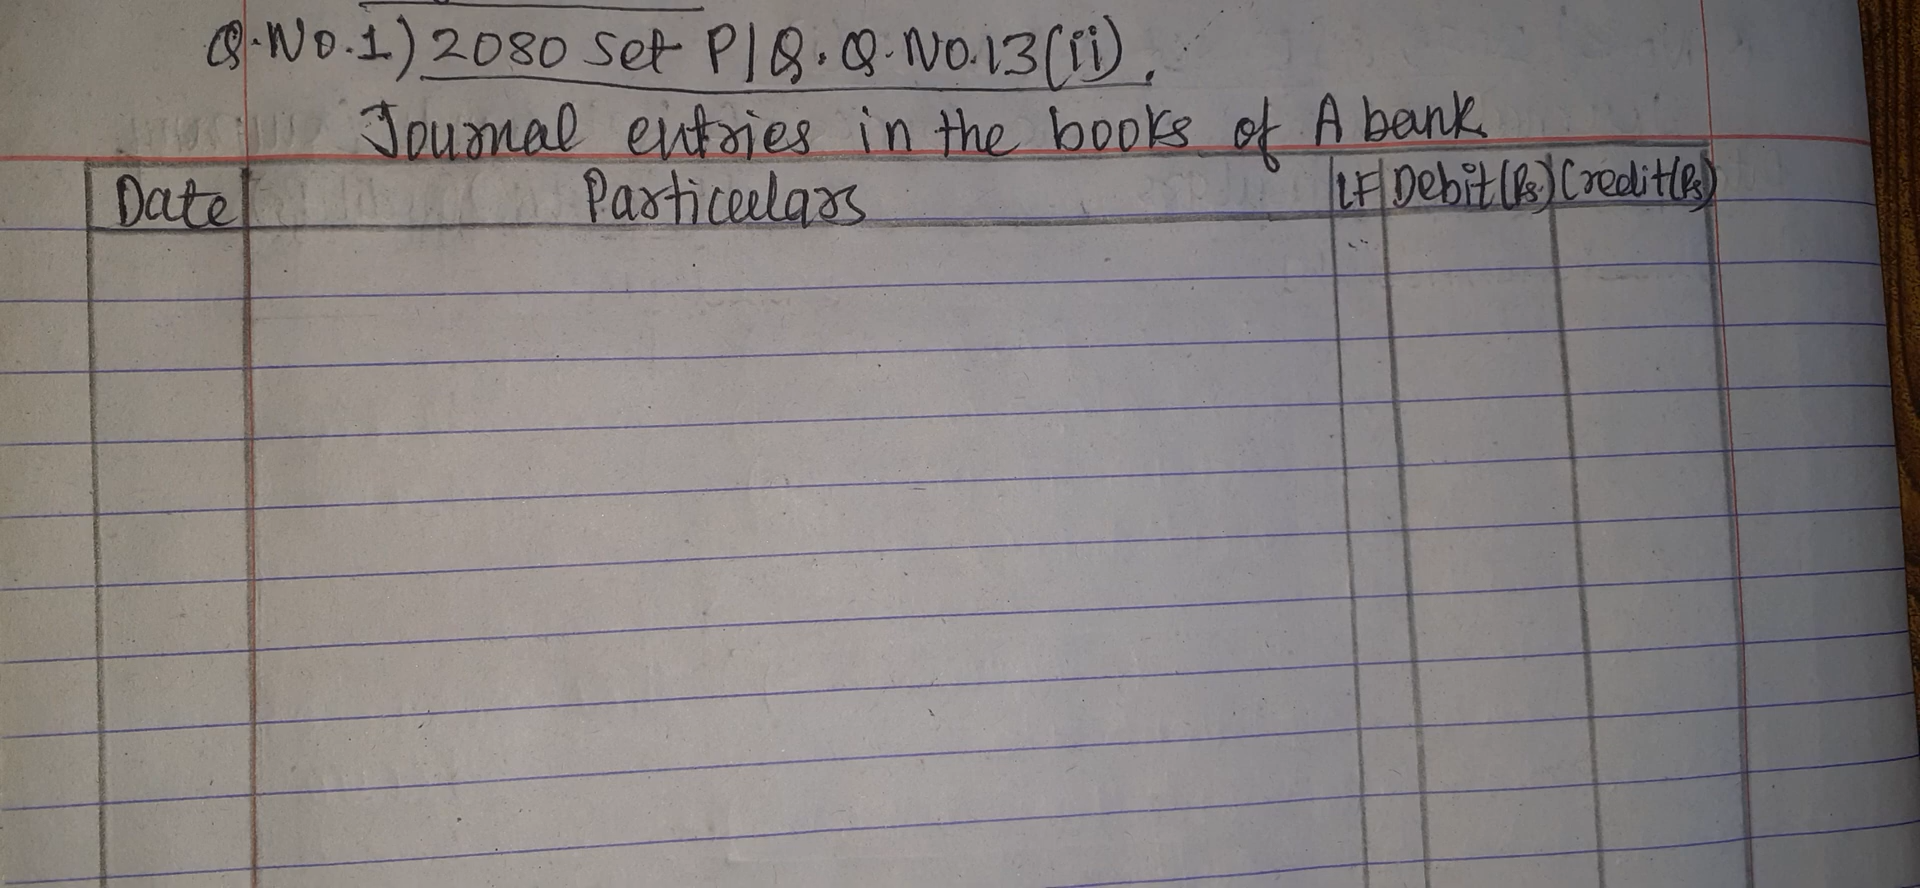 Q.No.1) 2080 Set P|Q. Q.No.13(ii).
Journal entries in the books of A bank
Date Particulars LF Debit(Rs) Credit(Rs)